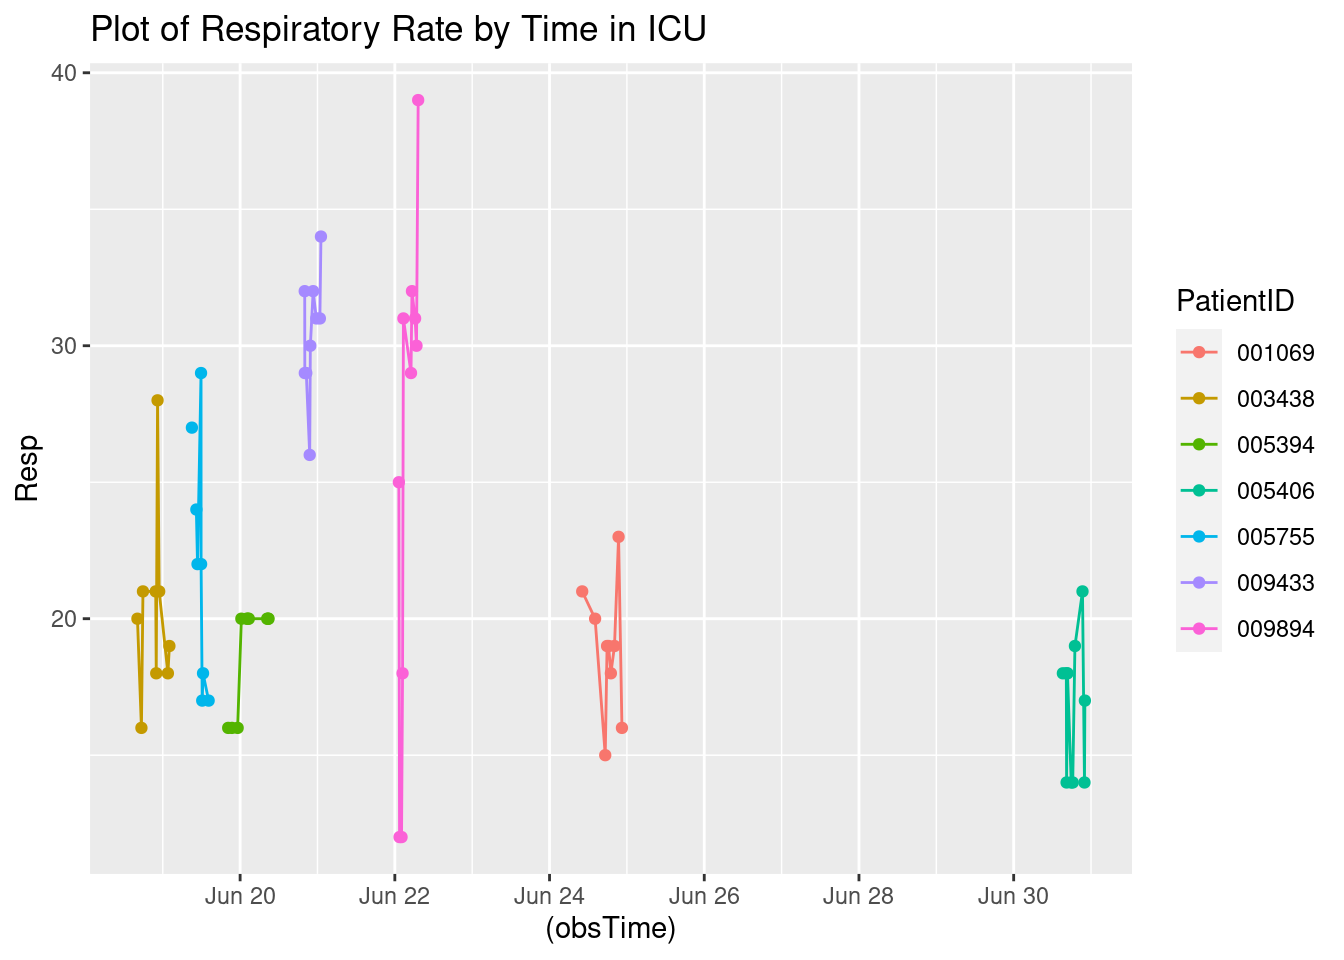 Plot of Respiratory Rate by Time in ICU
40
30
20
Resp
Jun 20 Jun 22 Jun 24 Jun 26 Jun 28 Jun 30
(obsTime)
PatientID
001069
003438
005394
005406
005755
009433
009894